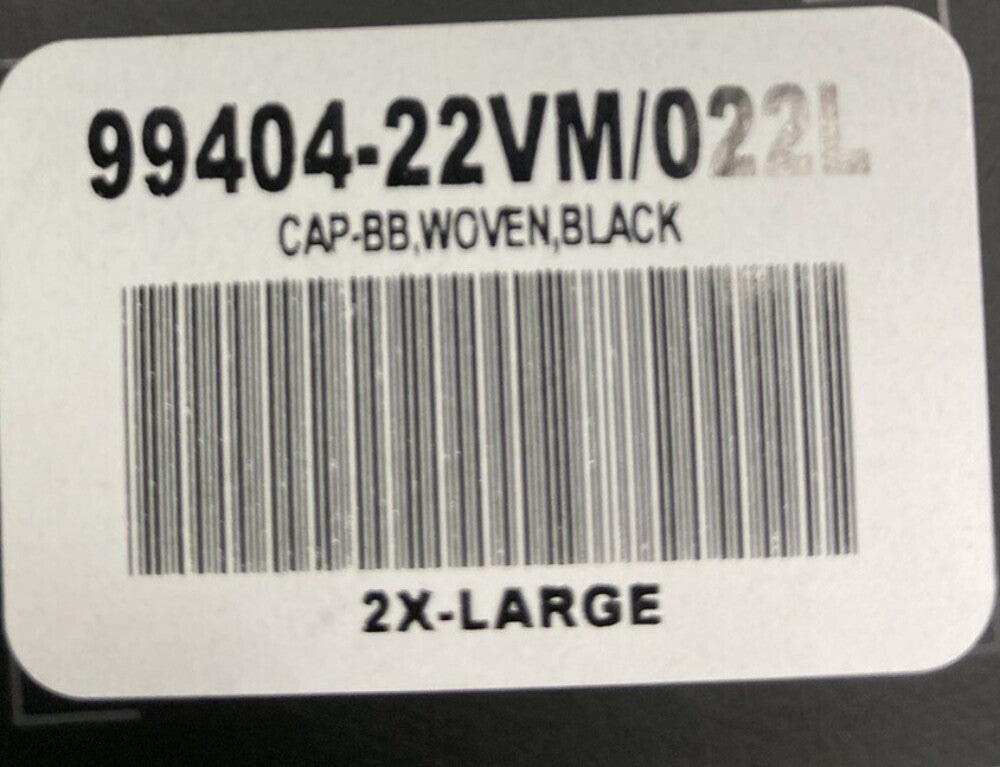 99404-22VM/022L
CAP-BB,WOVEN,BLACK
2X-LARGE